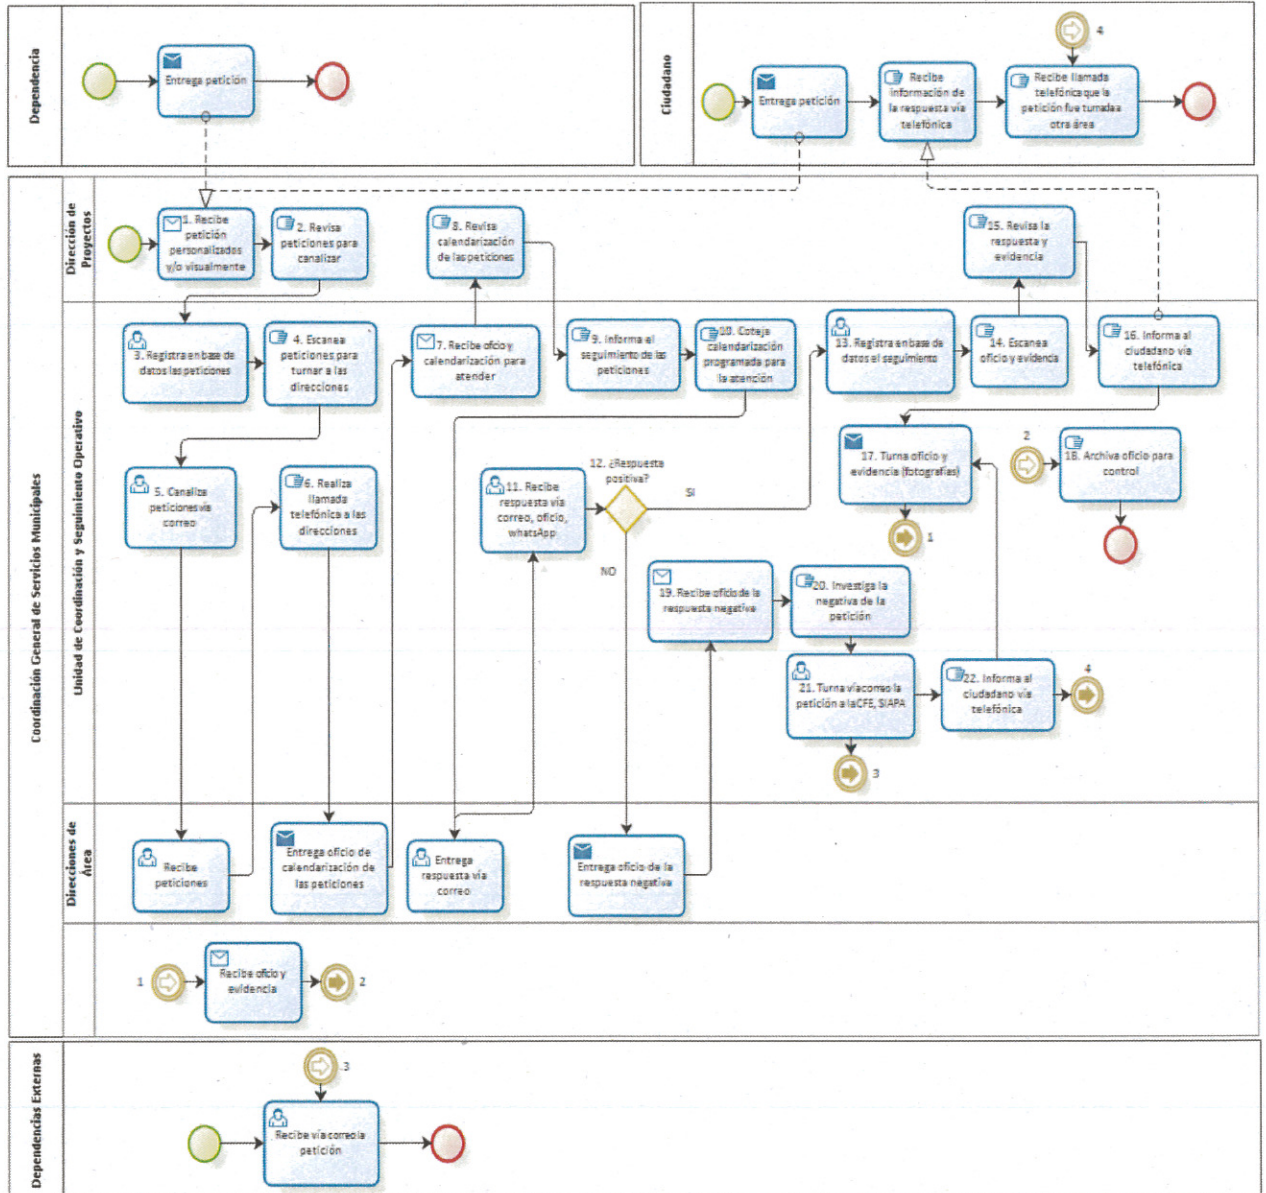 Dependencia
Entrega petición
Ciudadano
Entrega petición
Recibe
información de
la respuesta vía
telefónica
Recibe llamada
telefónica que la
petición fue turnada a
otra área
4
Coordinación General de Servicios Municipales
Dirección de
Proyectos
1. Recibe
petición
personalizados
y/o visualmente
2. Revisa
peticiones para
canalizar
8. Revisa
calendarización
de las peticiones
15. Revisa la
respuesta y
evidencia
Unidad de Coordinación y Seguimiento Operativo
3. Registra en base de
datos las peticiones
4. Escanea
peticiones para
turnar a las
direcciones
7. Recibe oficio y
calendarización para
atender
9. Informa el
seguimiento de las
peticiones
10. Coteja
calendarización
programada para
la atención
13. Registra en base de
datos el seguimiento
14. Escanea
oficio y evidencia
16. Informa al
ciudadano vía
telefónica
5. Canaliza
peticiones vía
correo
6. Realiza
llamada
telefónica a las
direcciones
11. Recibe
respuesta vía
correo, oficio,
whatsApp
12. ¿Respuesta
positiva?
SI
NO
17. Turna oficio y
evidencia (fotografías)
1
2
18. Archiva oficio para
control
19. Recibe oficio de la
respuesta negativa
20. Investiga la
negativa de la
petición
21. Turna vía correo la
petición a la CFE, SIAPA
22. Informa al
ciudadano vía
telefónica
4
3
Direcciones de
Área
Recibe
peticiones
Entrega oficio de
calendarización de
las peticiones
Entrega
respuesta vía
correo
Entrega oficio de la
respuesta negativa
1
Recibe oficio y
evidencia
2
Dependencias Externas
3
Recibe vía correo la
petición